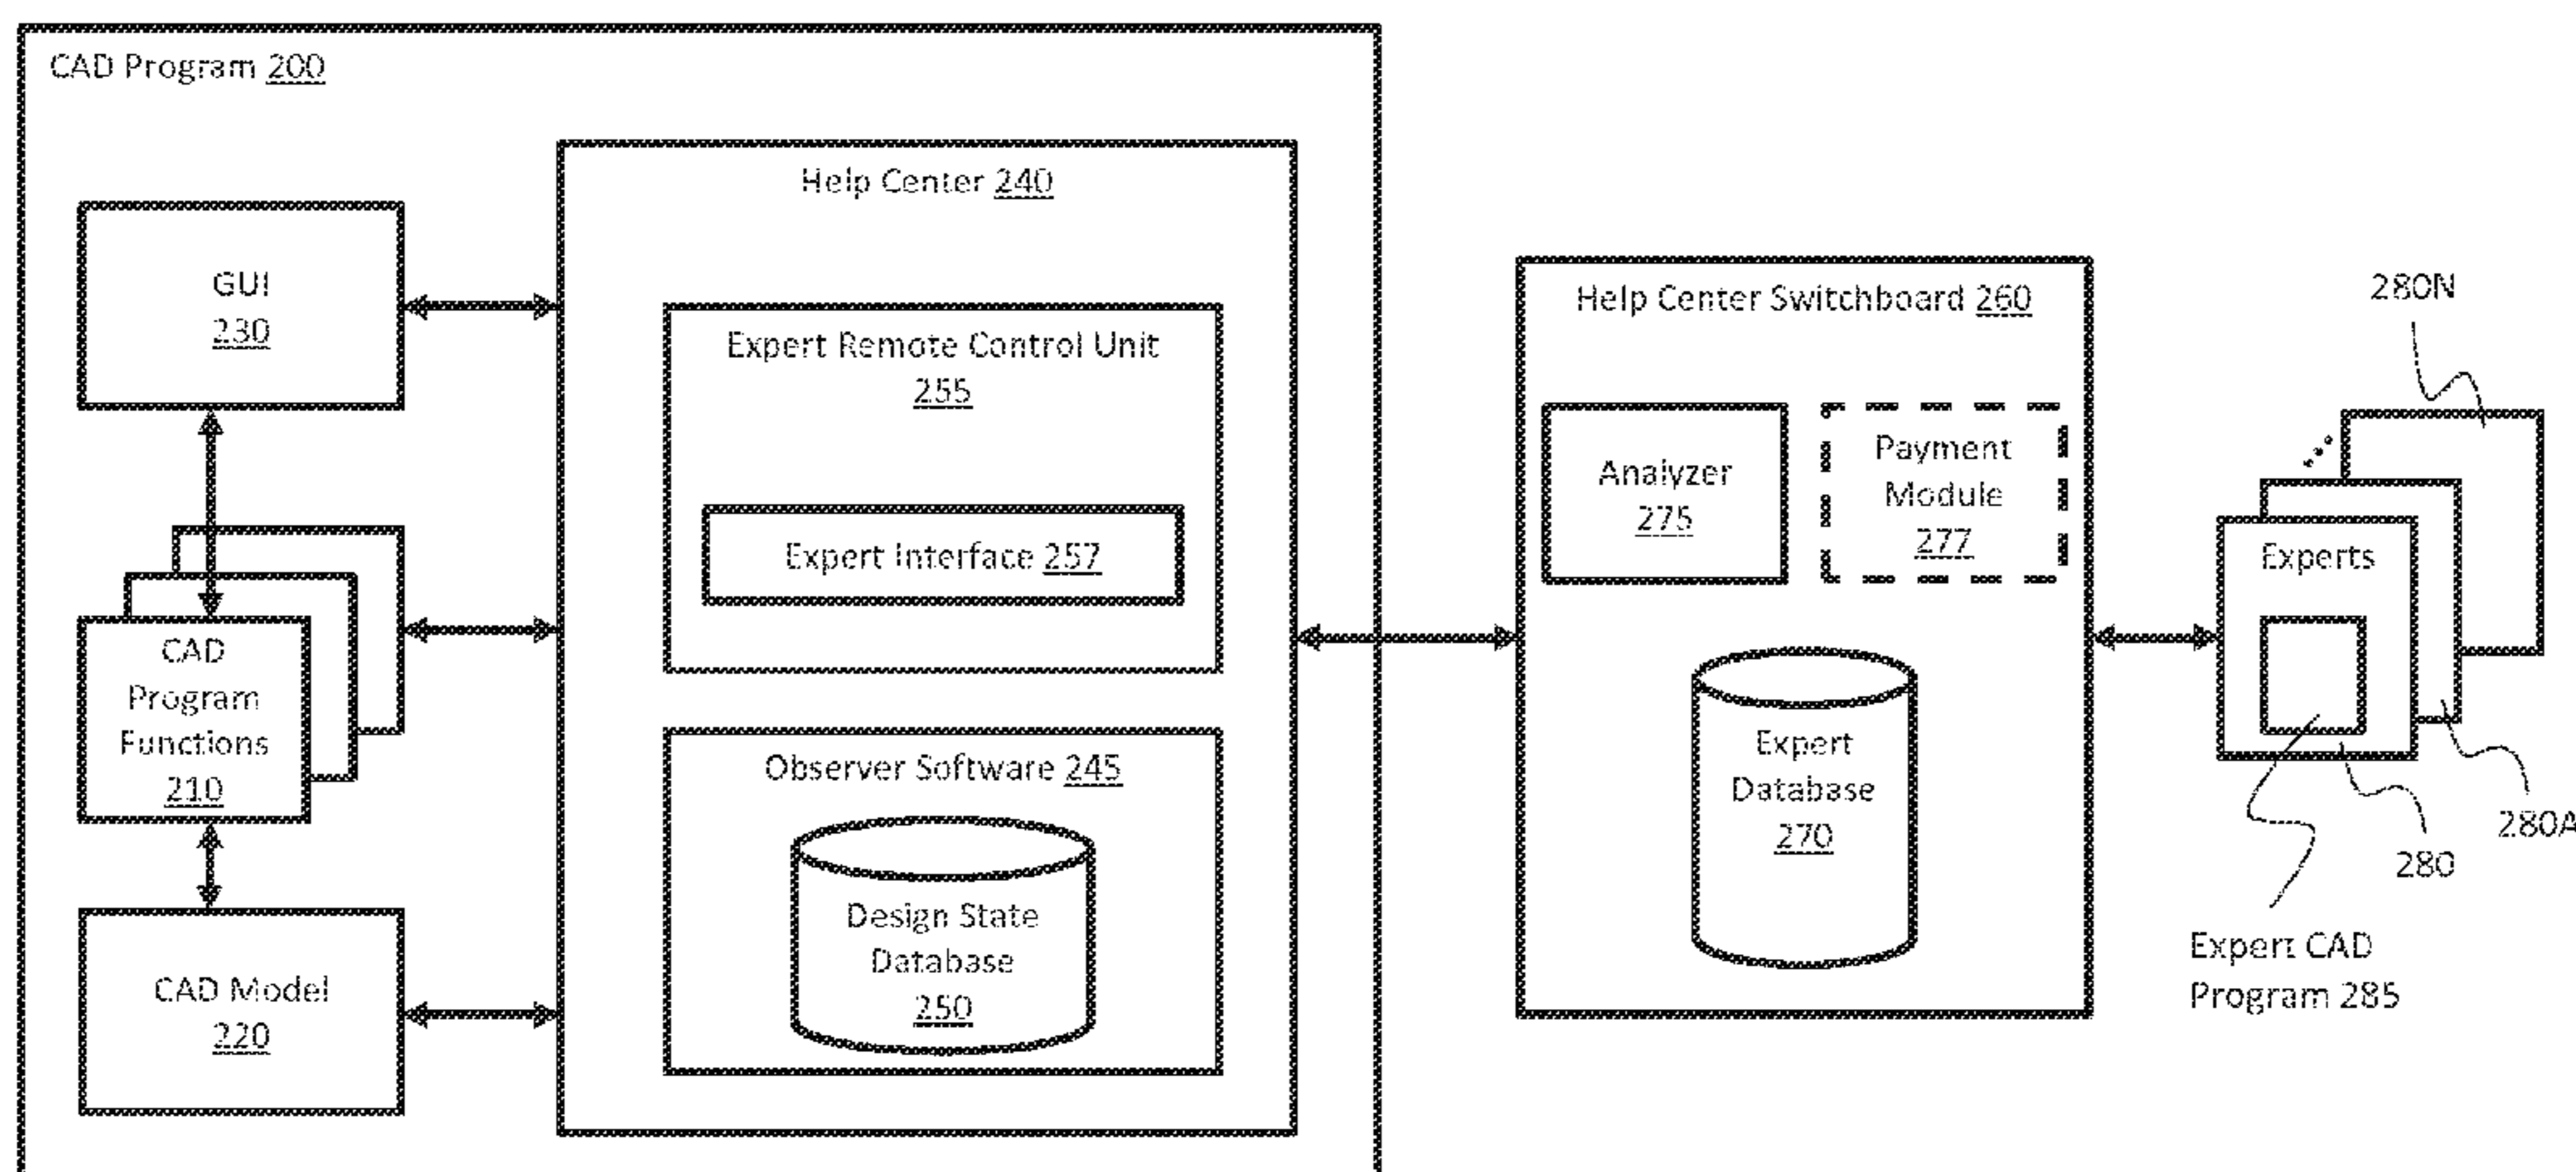 CAD Program 200
GUI
230
CAD
Program
Functions
210
CAD Model
220
Help Center 240
Expert Remote Control Unit
255
Expert Interface 257
Observer Software 245
Design State
Database
250
Help Center Switchboard 260
Analyzer
275
Payment
Module
277
Expert
Database
270
280N
Experts
280A
280
Expert CAD
Program 285